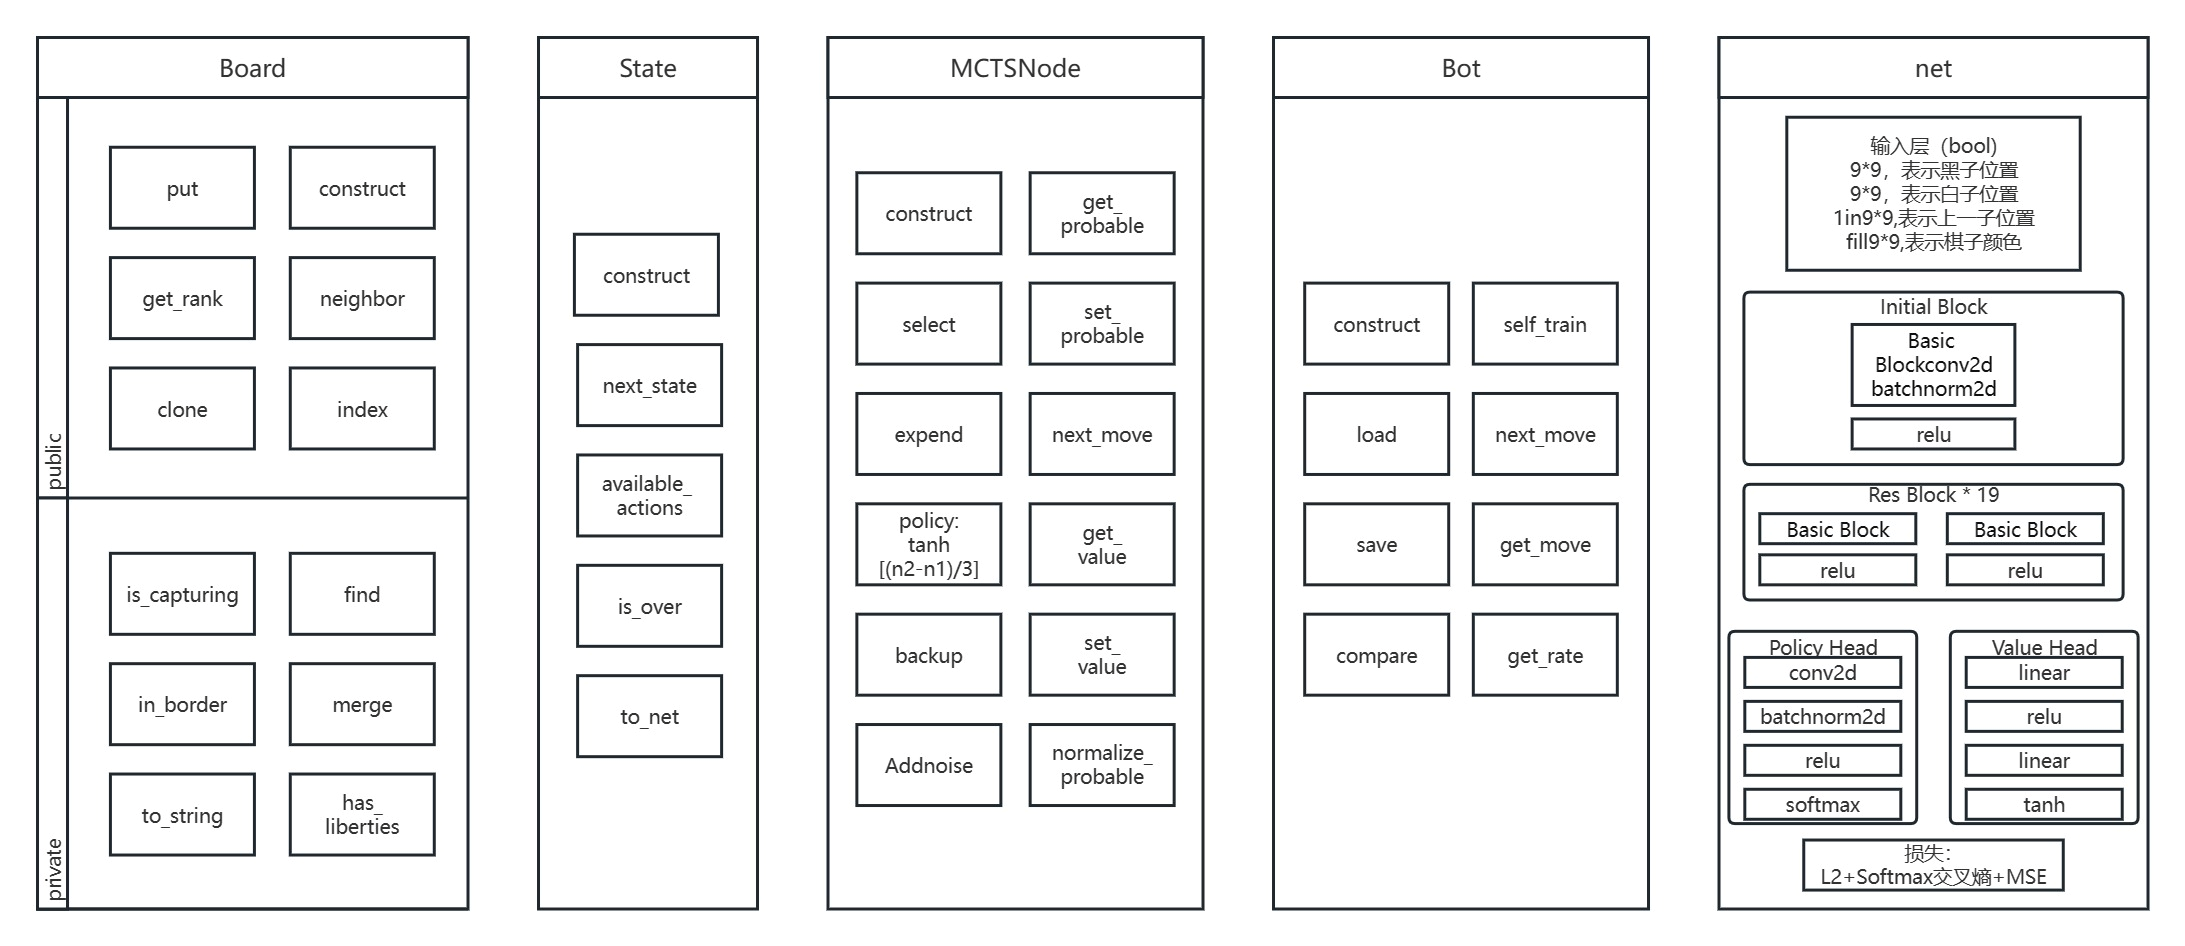 Board
public
put
construct
get_rank
neighbor
clone
index
private
is_capturing
find
in_border
merge
to_string
has_
liberties
State
construct
next_state
available_
actions
is_over
to_net
MCTSNode
construct
get_
probable
select
set_
probable
expend
next_move
policy:
tanh
[(n2-n1)/3]
get_
value
backup
set_
value
Addnoise
normalize_
probable
Bot
construct
self_train
load
next_move
save
get_move
compare
get_rate
net
输入层（bool)
9*9，表示黑子位置
9*9，表示白子位置
1in9*9,表示上一子位置
fill9*9,表示棋子颜色
Initial Block
Basic
Blockconv2d
batchnorm2d
relu
Res Block * 19
Basic Block
Basic Block
relu
relu
Policy Head
conv2d
batchnorm2d
relu
softmax
Value Head
linear
relu
linear
tanh
损失：
L2+Softmax交叉熵+MSE